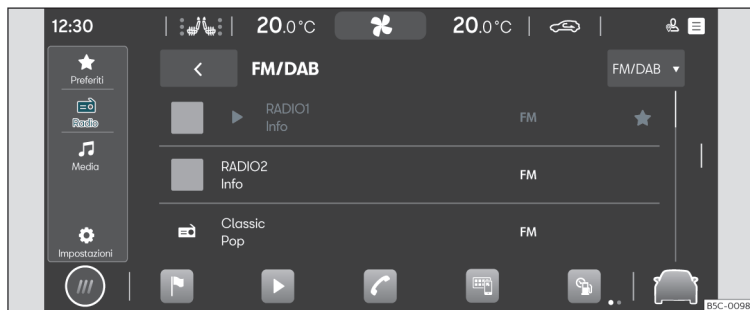 12:30
20.0°C
20.0°C
FM/DAB
FM/DAB
Preferiti
Radio
Media
Impostazioni
RADIO1
Info
FM
RADIO2
Info
FM
Classic
Pop
FM
B5C-0098